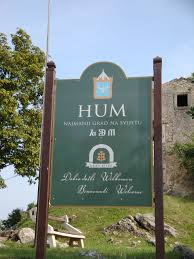 HUM
NAJMANJI GRAD NA SVIJETU
Dobrodošli Willkommen
Benvenuti Welcome